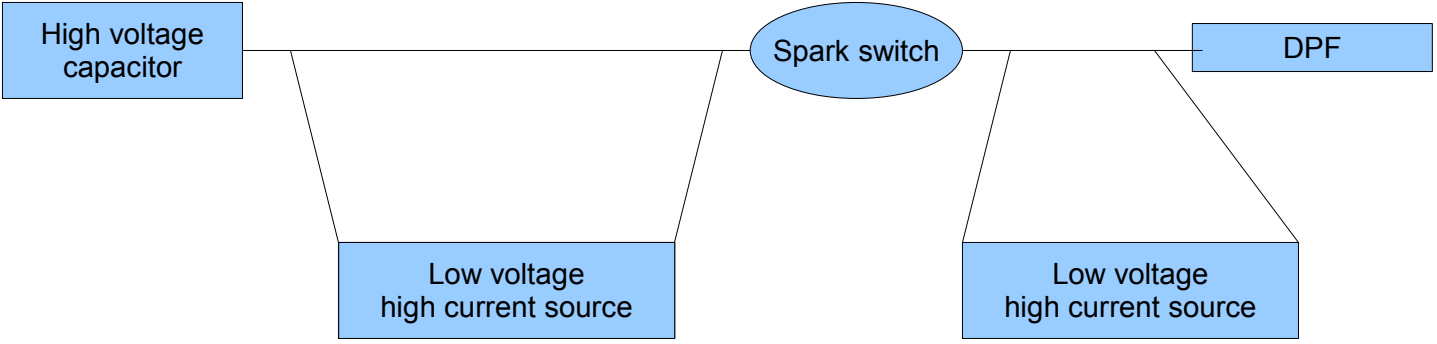 High voltage
capacitor
Spark switch
DPF
Low voltage
high current source
Low voltage
high current source